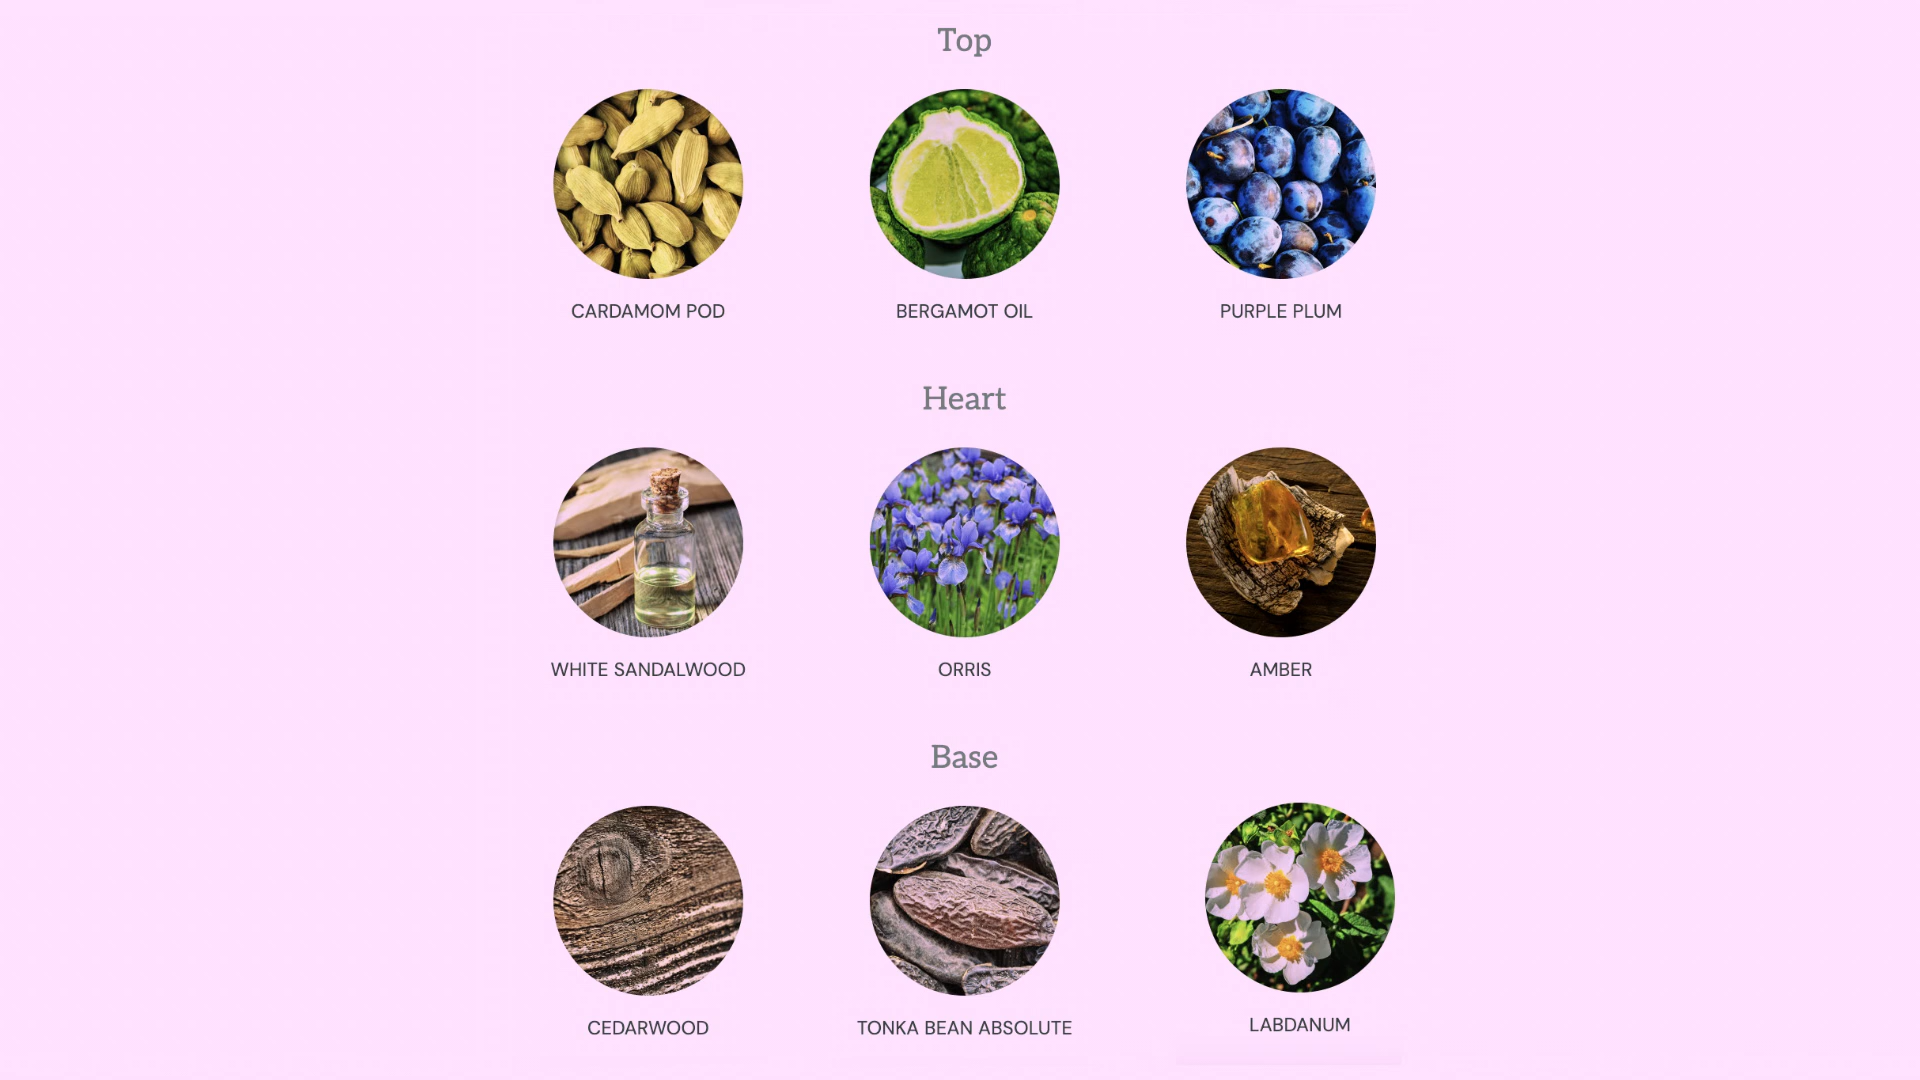 Top
CARDAMOM POD
BERGAMOT OIL
PURPLE PLUM
Heart
WHITE SANDALWOOD
ORRIS
AMBER
Base
CEDARWOOD
TONKA BEAN ABSOLUTE
LABDANUM